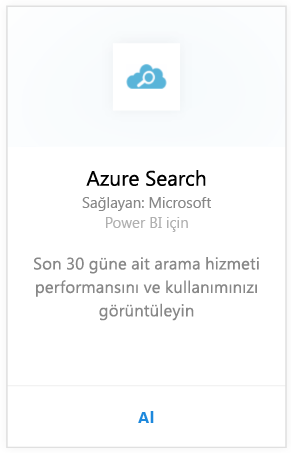 Azure Search
Sağlayan: Microsoft
Power BI için
Son 30 güne ait arama hizmeti
performansını ve kullanımınızı
görüntüleyin
Al